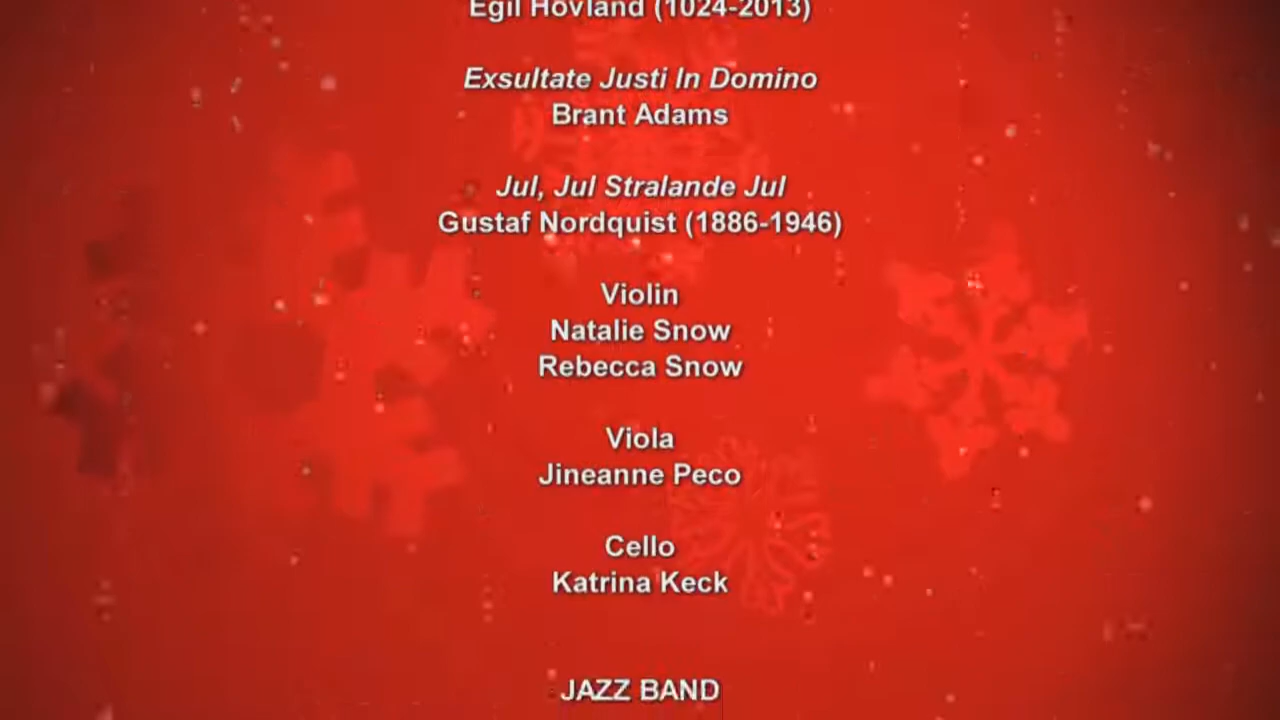 Egil Hovland (1024-2013)
Exsultate Justi In Domino
Brant Adams
Jul, Jul Stralande Jul
Gustaf Nordquist (1886-1946)
Violin
Natalie Snow
Rebecca Snow
Viola
Jineanne Peco
Cello
Katrina Keck
JAZZ BAND